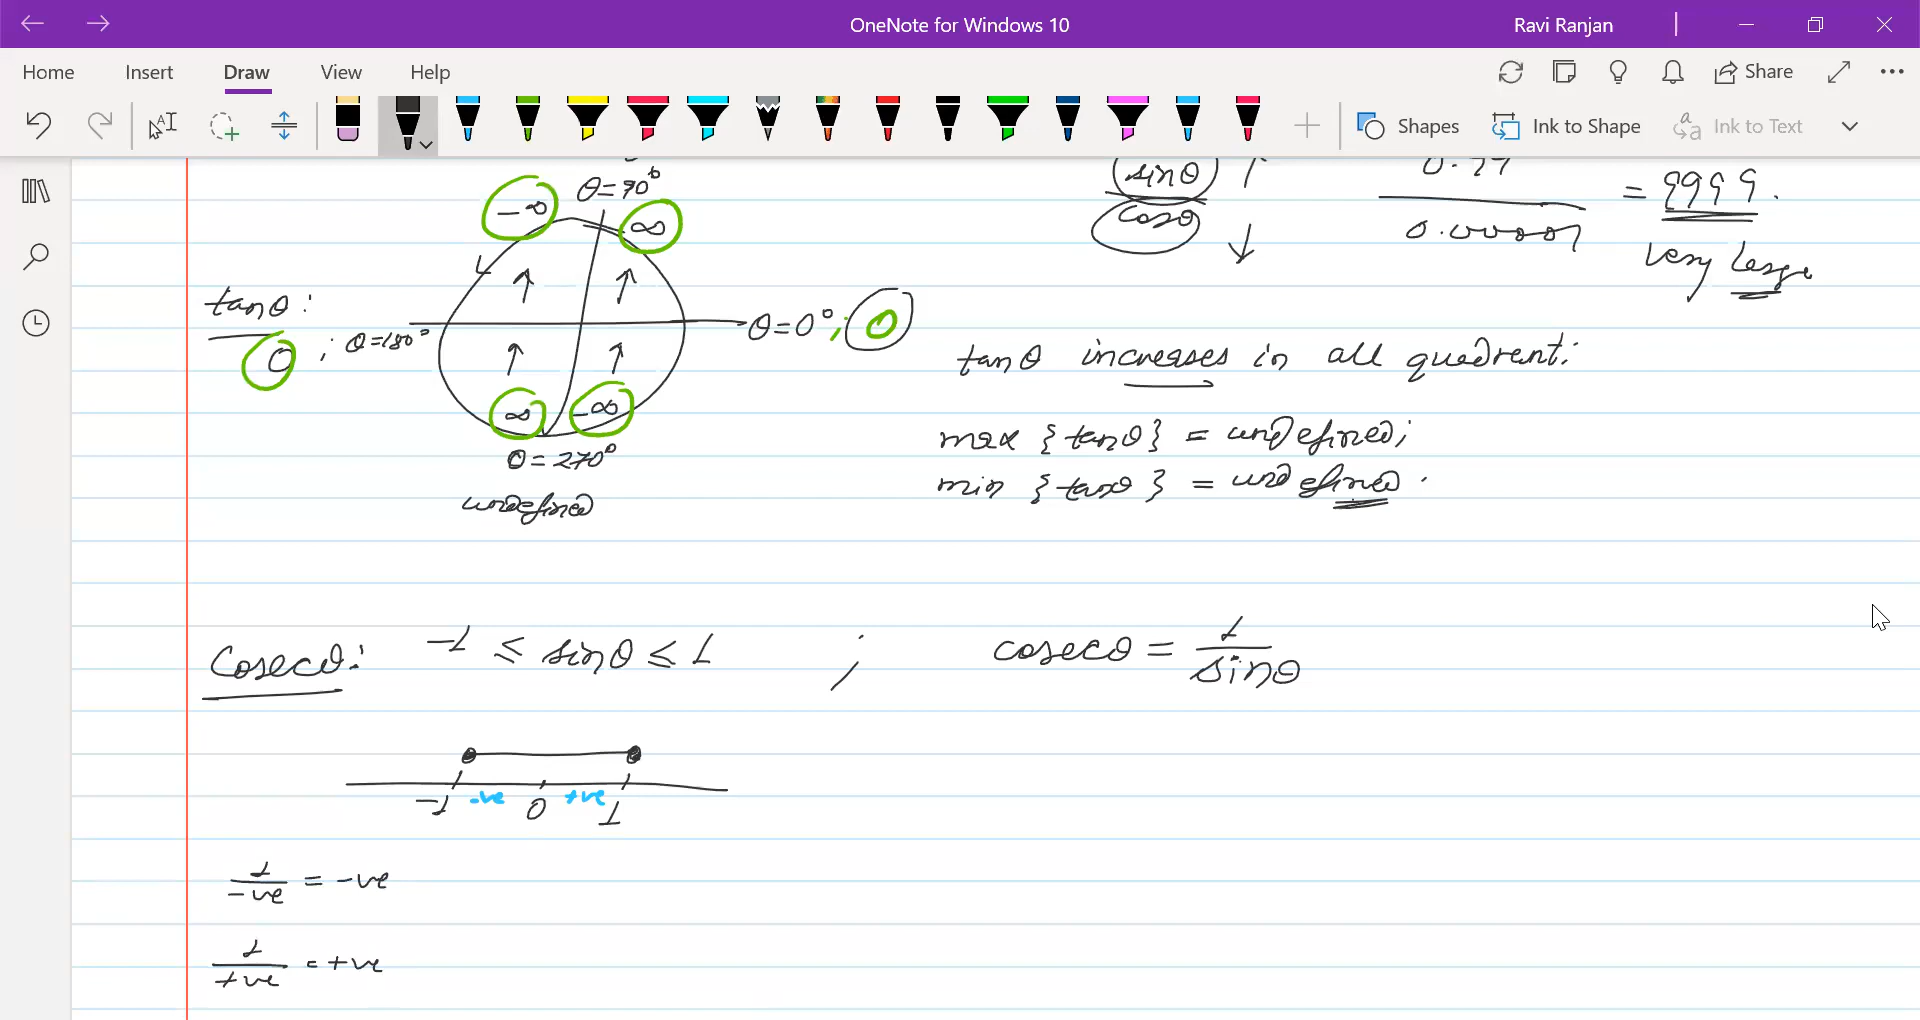 OneNote for Windows 10
Ravi Ranjan
Home Insert Draw View Help
Share
Shapes Ink to Shape Ink to Text
θ=90°
-∞ ∞
tanθ:
0 ; θ=180°
θ=0°; 0
∞ -∞
θ=270°
undefined
sinθ ↑
cosθ ↓
= 9999.
very large
tanθ increases in all quadrent:
max {tanθ} = undefined;
min {tanθ} = undefined.
Cosecθ: -1 ≤ sinθ ≤ 1 ; cosecθ = 1/sinθ
-1 -ve 0 +ve 1
1/-ve = -ve
1/+ve = +ve